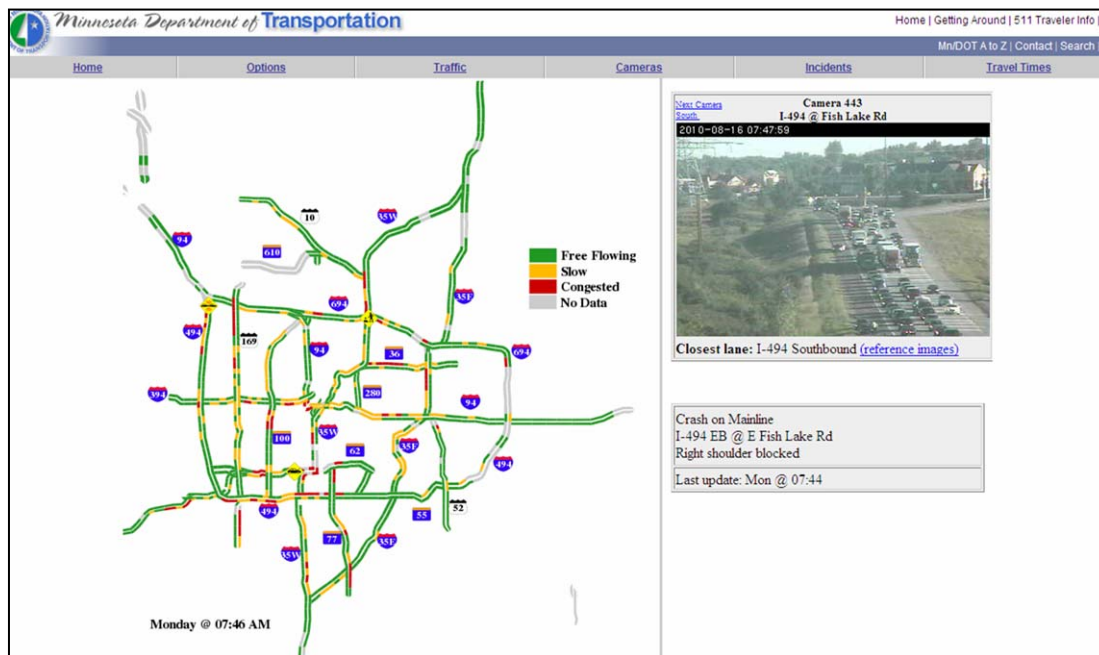 Minnesota Department of Transportation
Home | Getting Around | 511 Traveler Info |
Mn/DOT A to Z | Contact | Search
Home Options Traffic Cameras Incidents Travel Times
Next Camera South.
Camera 443
I-494 @ Fish Lake Rd
2010-08-16 07:47:59
Closest lane: I-494 Southbound (reference images)
Crash on Mainline
I-494 EB @ E Fish Lake Rd
Right shoulder blocked
Last update: Mon @ 07:44
Free Flowing
Slow
Congested
No Data
10
35W
94
610
35E
694
494
169
94
36
694
394
280
94
100
35W
35E
62
494
494
55
52
77
35W
35E
Monday @ 07:46 AM